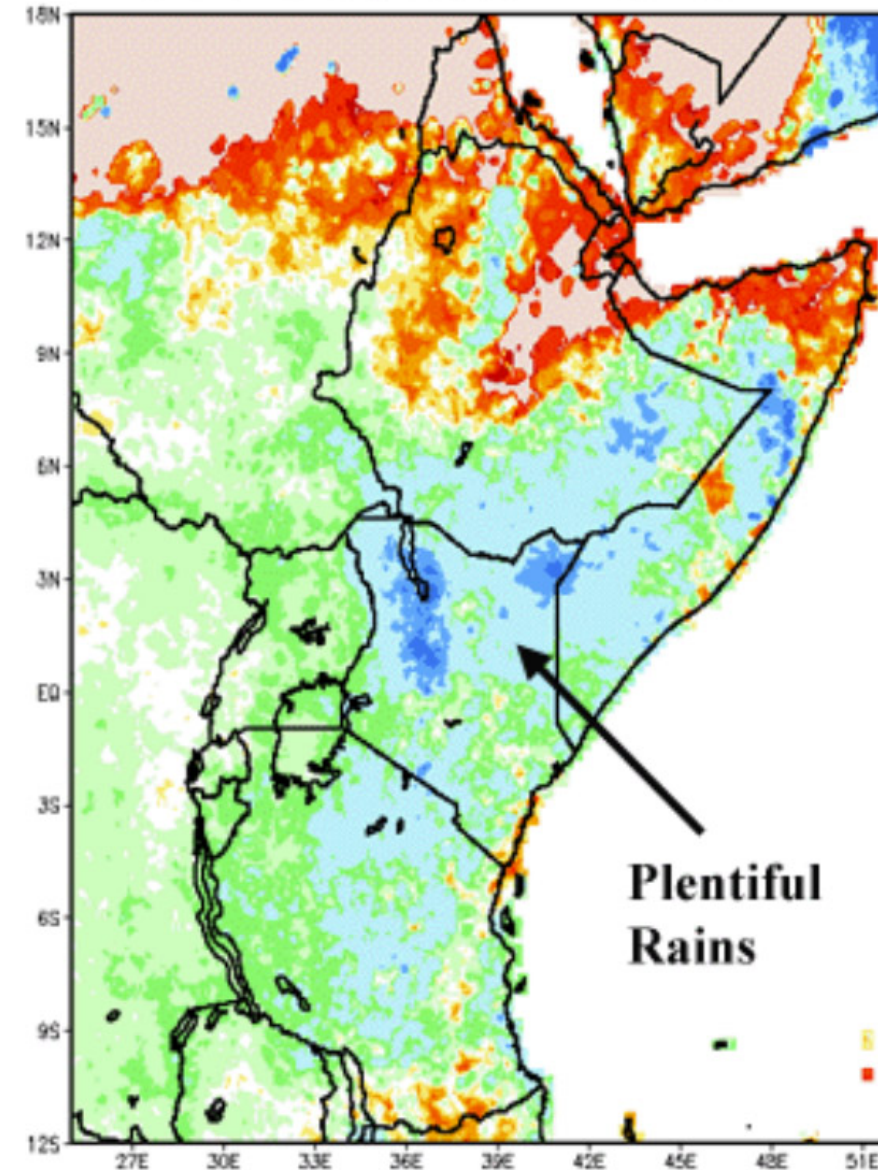 18N
15N
12N
9N
6N
3N
EQ
3S
6S
9S
12S
Plentiful
Rains
27E 30E 33E 36E 39E 42E 45E 48E 51E